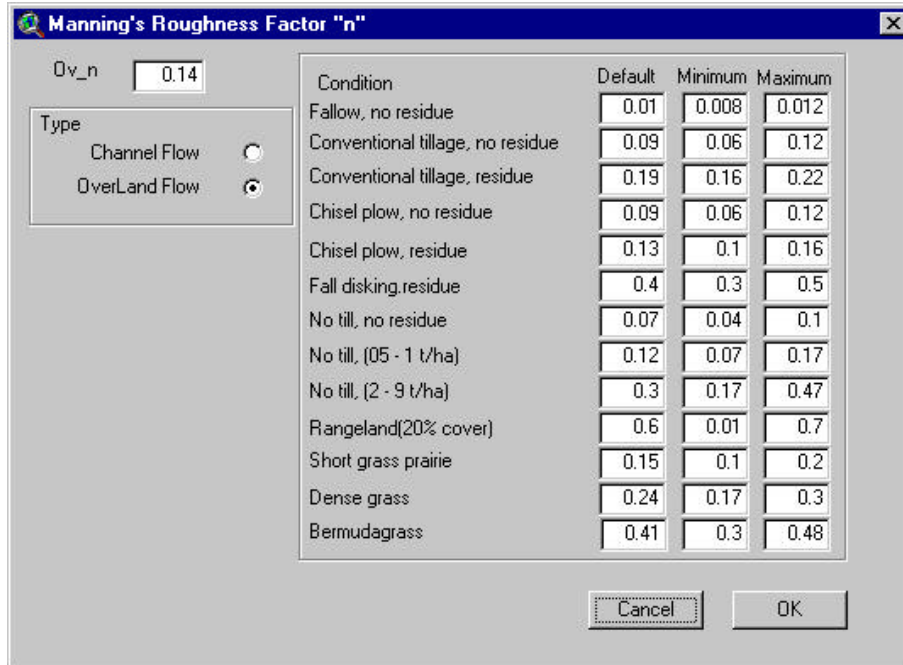 Manning's Roughness Factor "n"
Ov_n 0.14
Type
Channel Flow
OverLand Flow
Condition Default Minimum Maximum
Fallow, no residue 0.01 0.008 0.012
Conventional tillage, no residue 0.09 0.06 0.12
Conventional tillage, residue 0.19 0.16 0.22
Chisel plow, no residue 0.09 0.06 0.12
Chisel plow, residue 0.13 0.1 0.16
Fall disking.residue 0.4 0.3 0.5
No till, no residue 0.07 0.04 0.1
No till, (05 - 1 t/ha) 0.12 0.07 0.17
No till, (2 - 9 t/ha) 0.3 0.17 0.47
Rangeland(20% cover) 0.6 0.01 0.7
Short grass prairie 0.15 0.1 0.2
Dense grass 0.24 0.17 0.3
Bermudagrass 0.41 0.3 0.48
Cancel OK